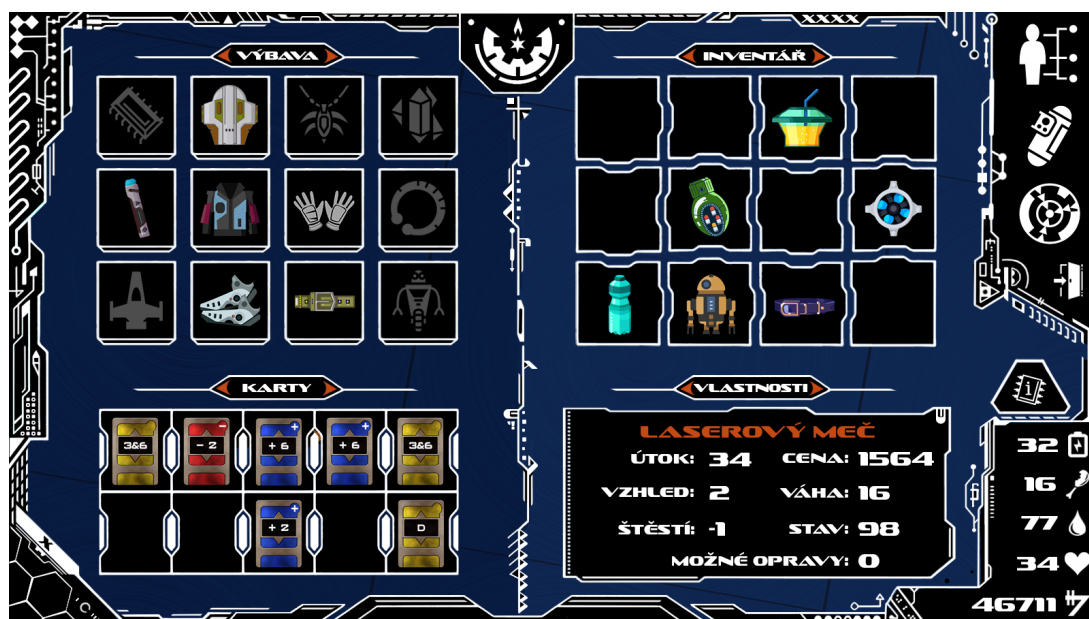 XXXX
VÝBAVA
INVENTÁŘ
KARTY
3&6
- 2
+ 6
+ 6
3&6
+ 2
D
VLASTNOSTI
LASEROVÝ MEČ
ÚTOK: 34 CENA: 1564
VZHLED: 2 VÁHA: 16
ŠTĚSTÍ: -1 STAV: 98
MOŽNÉ OPRAVY: 0
i
32
16
77
34
46711
X